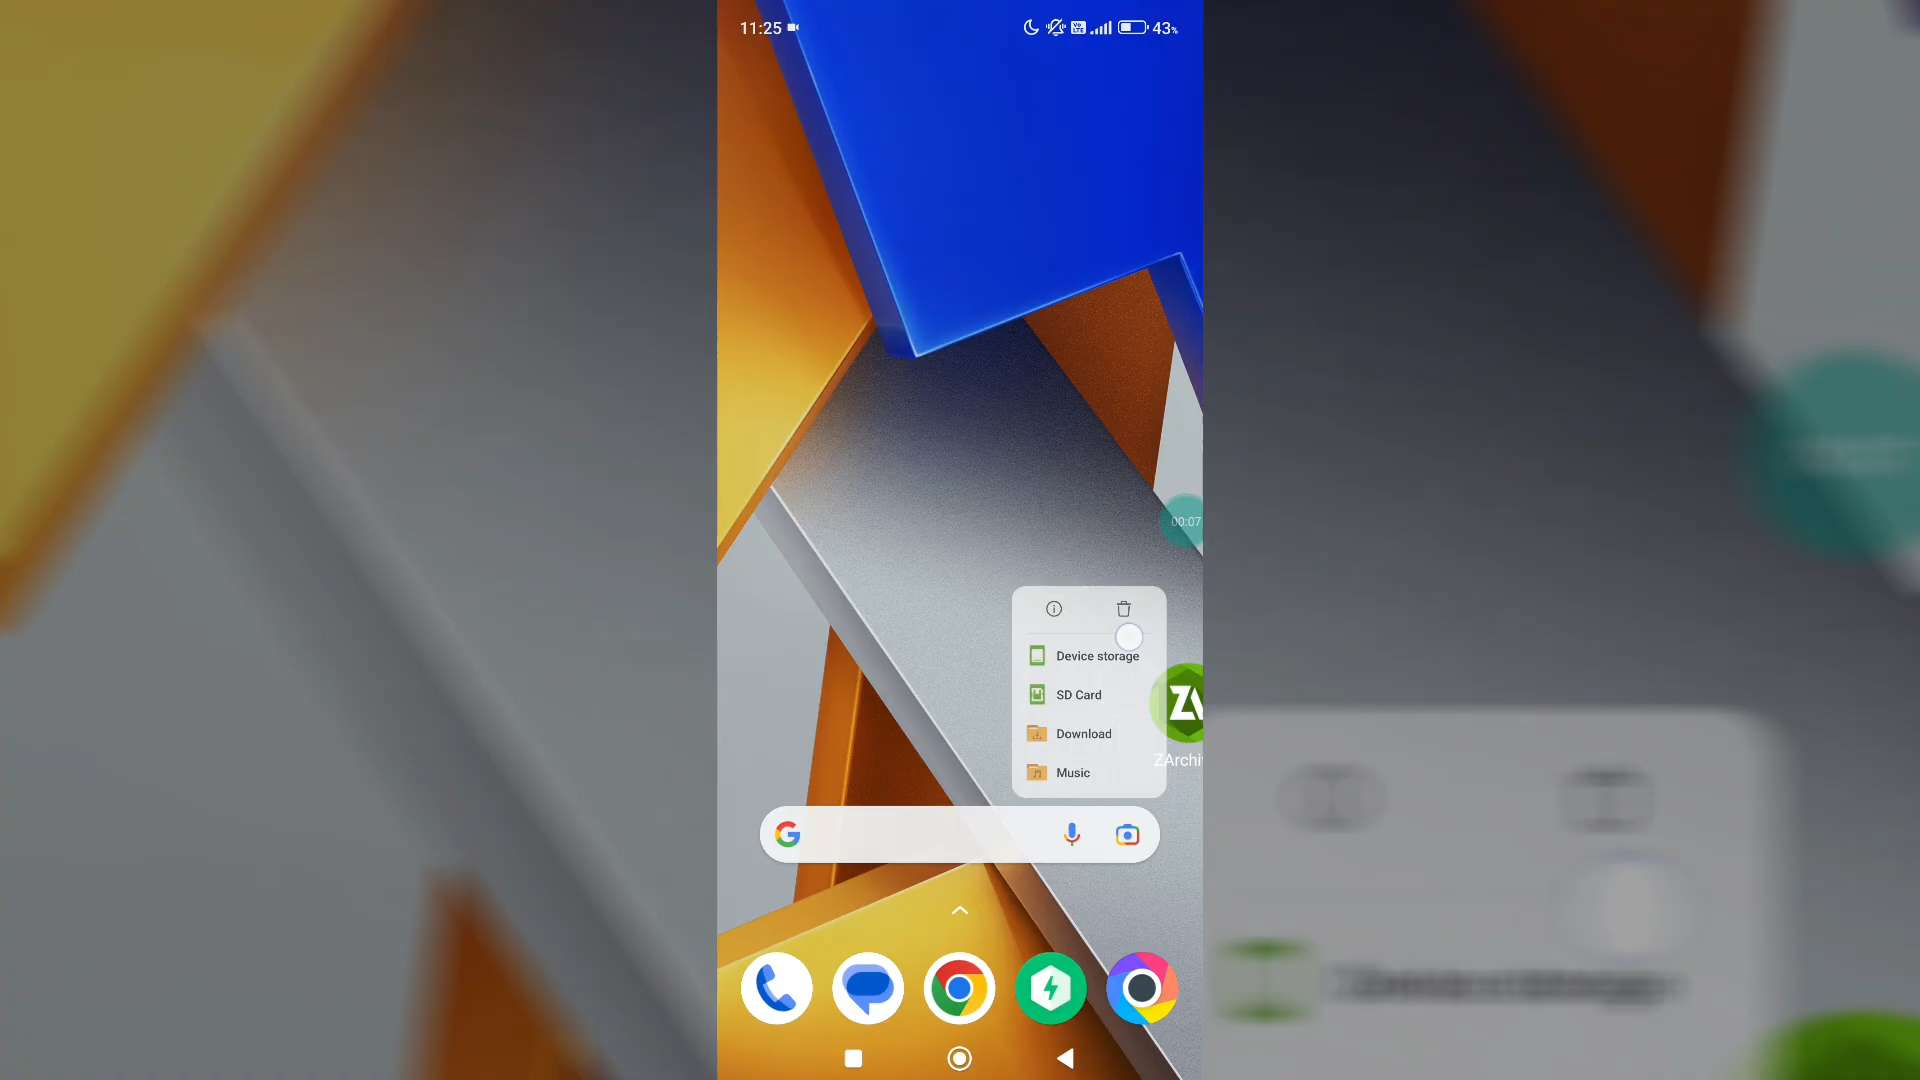 11:25
43%
00:07
Device storage
SD Card
Download
Music
ZArchi